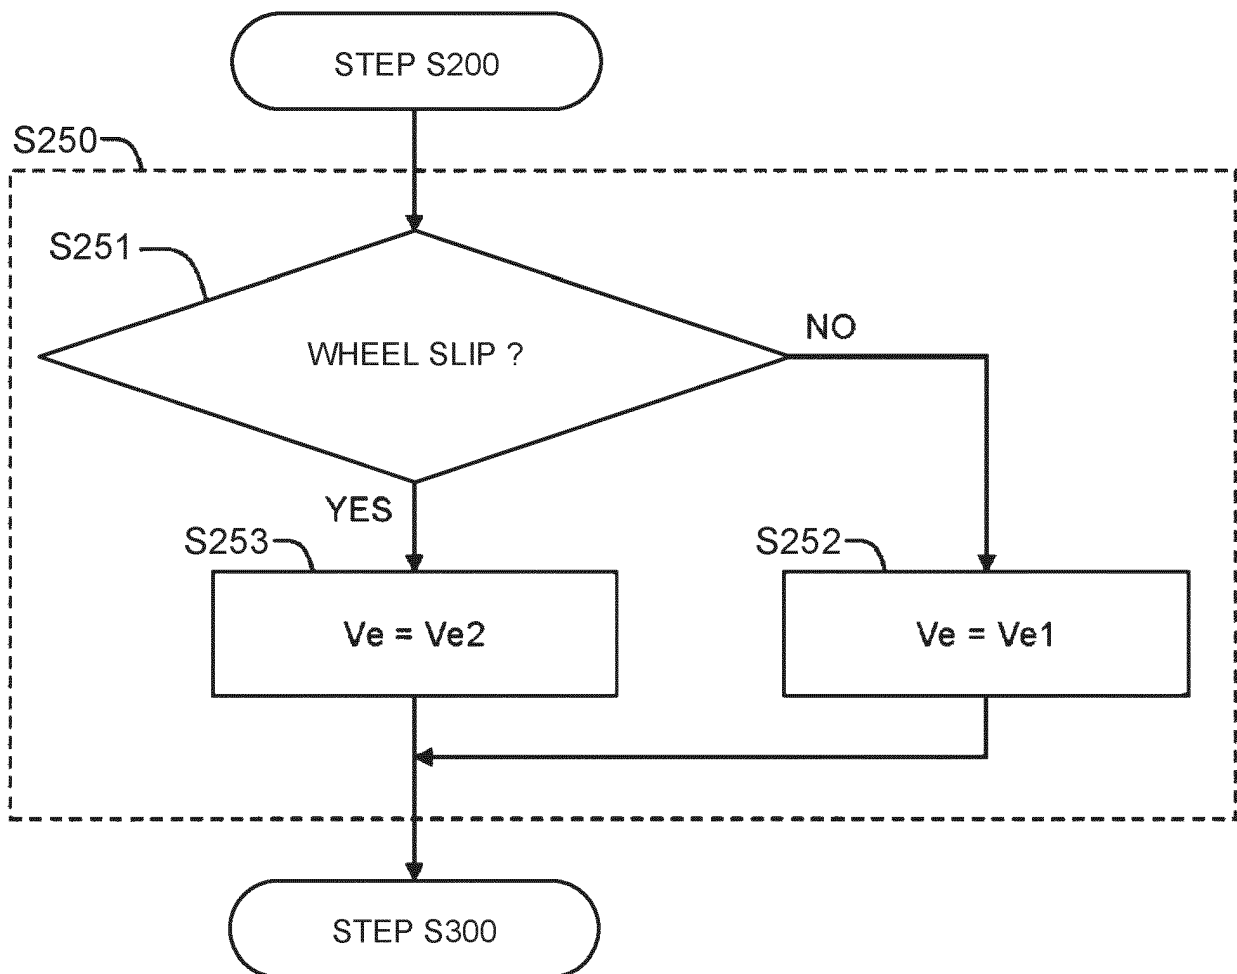 STEP S200
S250
S251
WHEEL SLIP ?
NO
YES
S253
S252
Ve = Ve2
Ve = Ve1
STEP S300